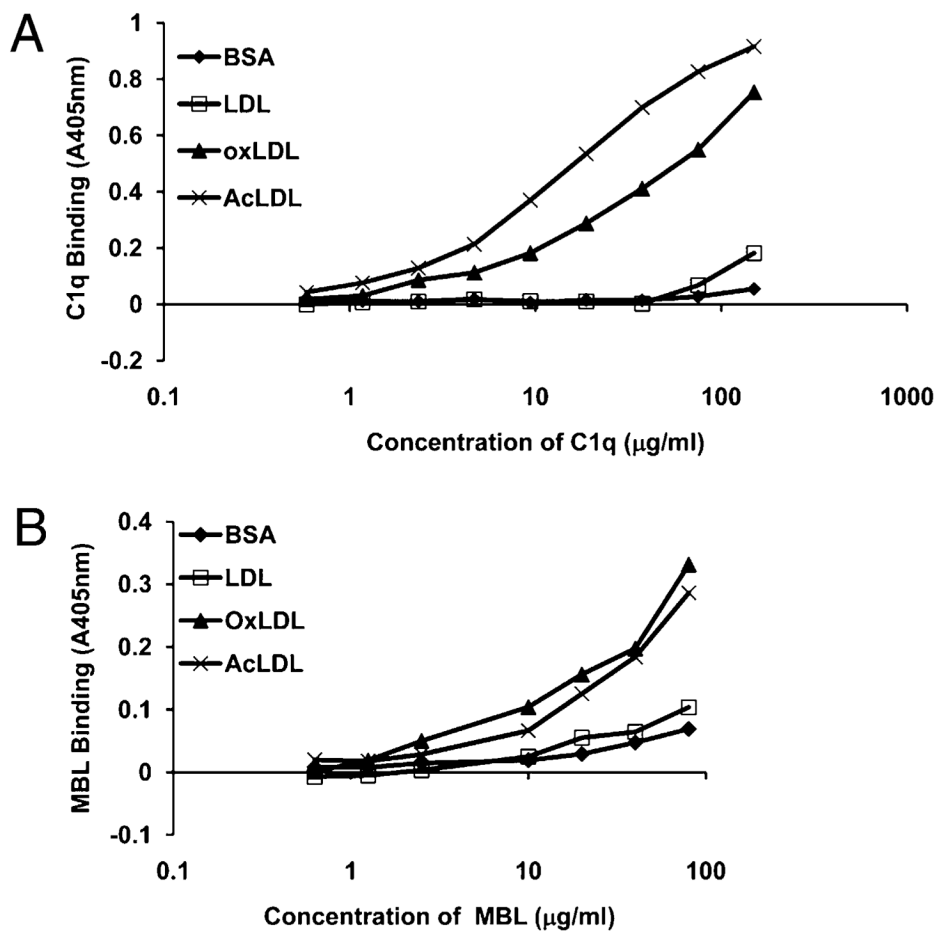 A
C1q Binding (A405nm)
1
0.8
0.6
0.4
0.2
0
-0.2
BSA
LDL
oxLDL
AcLDL
0.1 1 10 100 1000
Concentration of C1q (μg/ml)
B
MBL Binding (A405nm)
0.4
0.3
0.2
0.1
0
-0.1
BSA
LDL
OxLDL
AcLDL
0.1 1 10 100
Concentration of MBL (μg/ml)